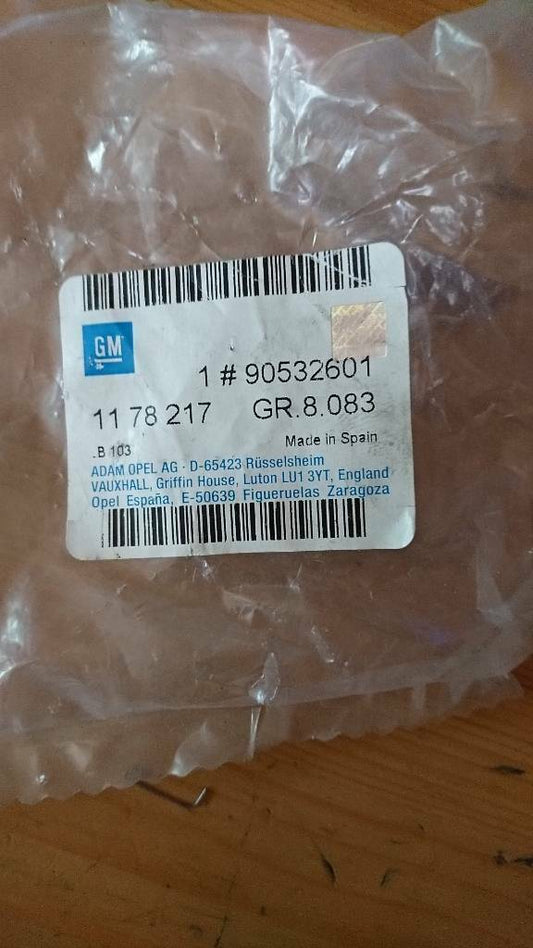 GM
1 # 90532601
11 78 217 GR.8.083
.B 103 Made in Spain
ADAM OPEL AG · D-65423 Rüsselsheim
VAUXHALL, Griffin House, Luton LU1 3YT, England
Opel España, E-50639 Figueruelas Zaragoza